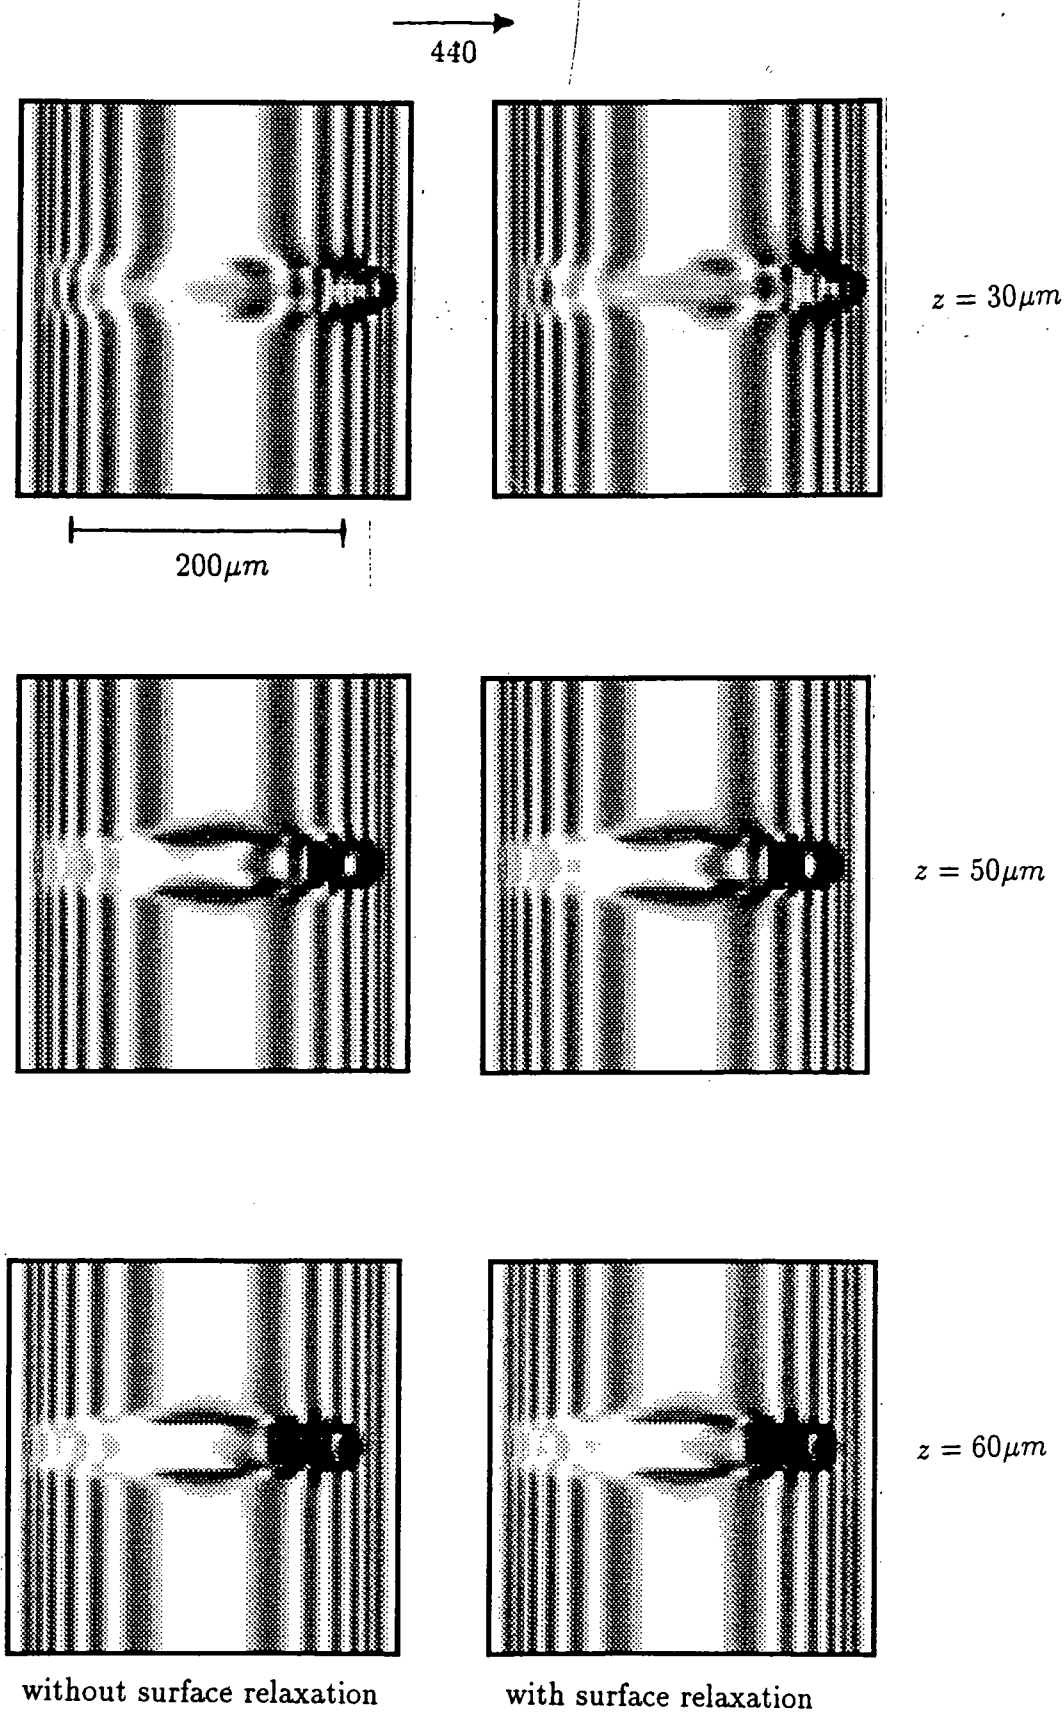 440
z = 30μm
200μm
z = 50μm
z = 60μm
without surface relaxation
with surface relaxation